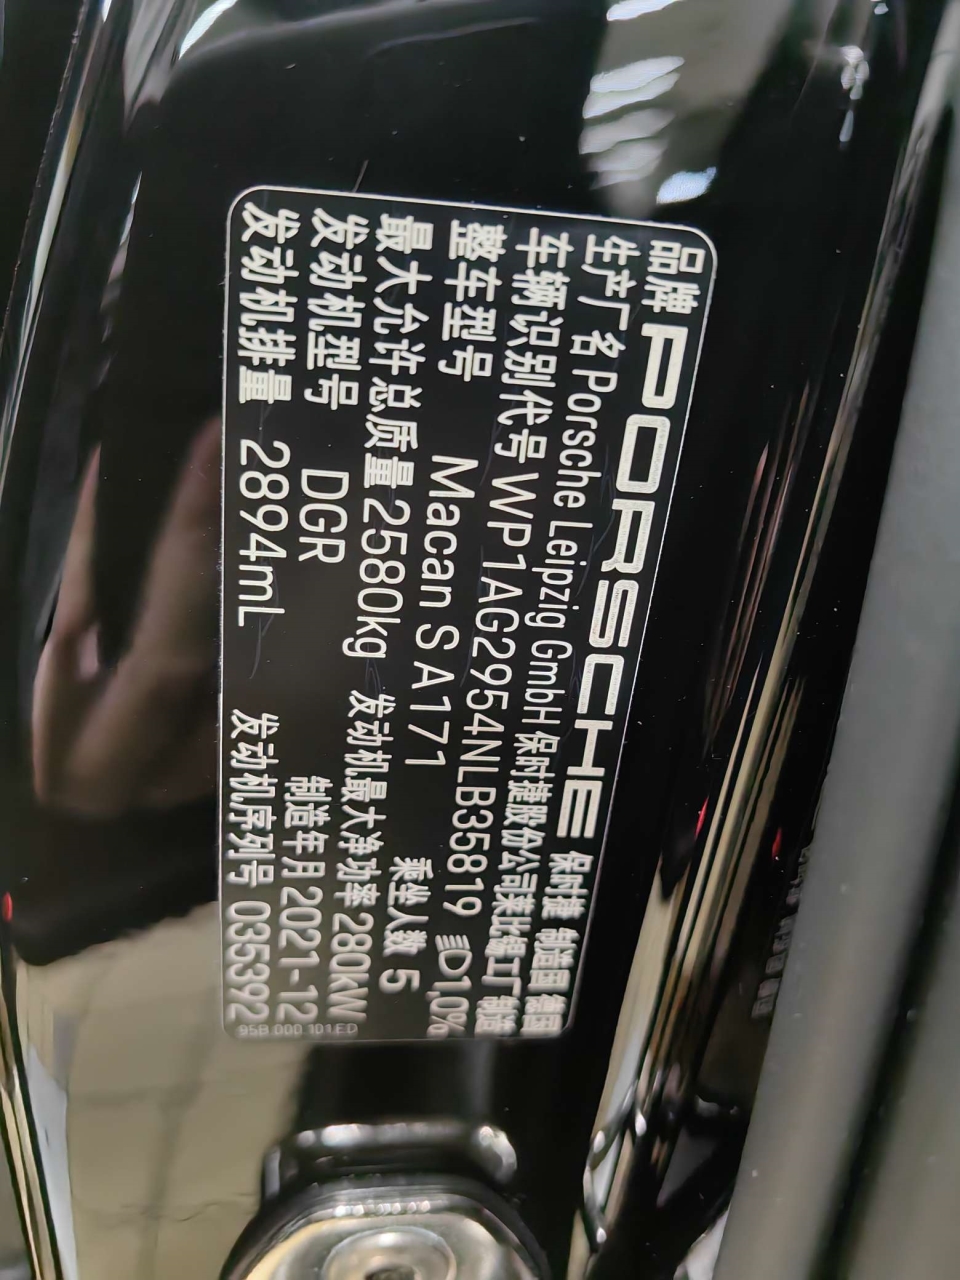 品牌 PORSCHE 保时捷 制造国 德国
生产厂名 Porsche Leipzig GmbH 保时捷股份公司莱比锡工厂 制造
车辆识别代号 WP1AG2954NLB35819 1,0%
整车型号 Macan S A171 乘坐人数 5
最大允许总质量 2580kg 发动机最大净功率 280KW
发动机型号 DGR 制造年月 2021-12
发动机排量 2894mL 发动机序列号 035392
95B.000.101.ED